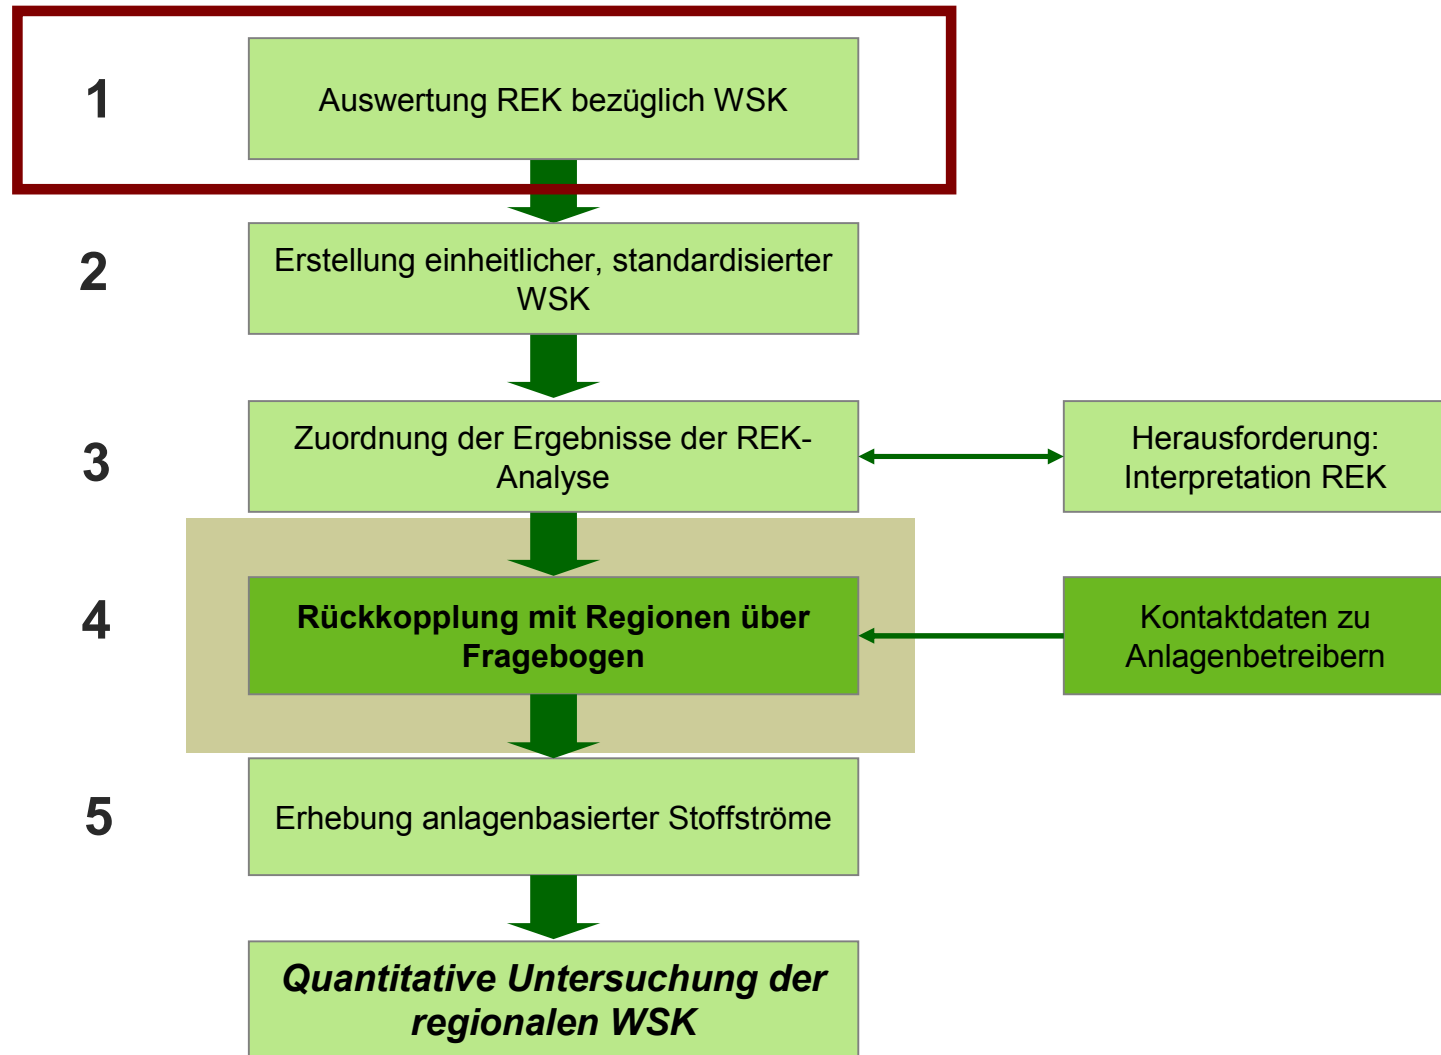 1
Auswertung REK bezüglich WSK
2
Erstellung einheitlicher, standardisierter
WSK
3
Zuordnung der Ergebnisse der REK-
Analyse
Herausforderung:
Interpretation REK
4
Rückkopplung mit Regionen über
Fragebogen
Kontaktdaten zu
Anlagenbetreibern
5
Erhebung anlagenbasierter Stoffströme
Quantitative Untersuchung der
regionalen WSK